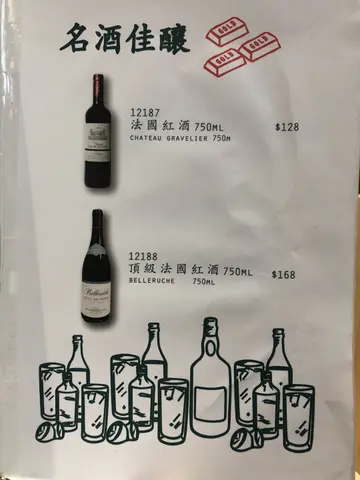 名酒佳釀
GOLD
GOLD GOLD
12187
法國紅酒 750ML $128
CHATEAU GRAVELIER 750M
12188
頂級法國紅酒 750ML $168
BELLERUCHE 750ML
Belleruche